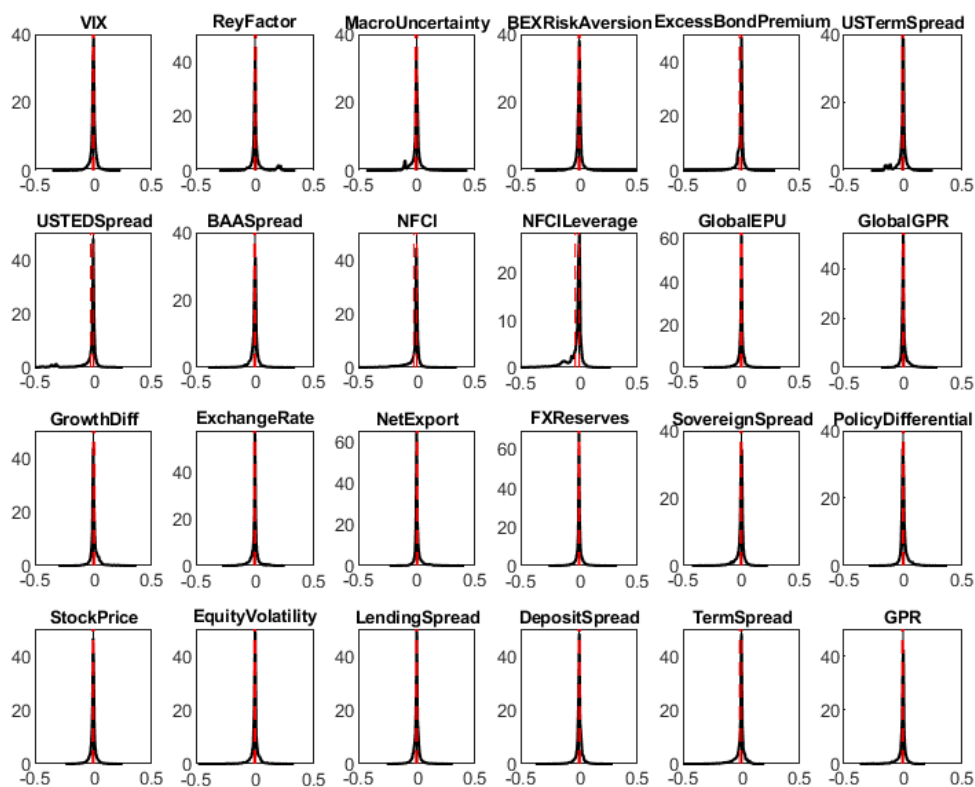 VIX ReyFactor MacroUncertainty BEXRiskAversion ExcessBondPremium USTermSpread
40 40 40
40 40 40
20 20 20 20 20 20
0 0 0 0 0 0
-0.5 0 0.5 -0.5 0 0.5 -0.5 0 0.5 -0.5 0 0.5 -0.5 0 0.5 -0.5 0 0.5
USTEDSpread BAASpread NFCI NFCILeverage GlobalEPU GlobalGPR
40 60
40 40 20 40 40
20 20 20 10 20 20
0 0 0 0 0 0
-0.5 0 0.5 -0.5 0 0.5 -0.5 0 0.5 -0.5 0 0.5 -0.5 0 0.5 -0.5 0 0.5
GrowthDiff ExchangeRate NetExport FXReserves SovereignSpread PolicyDifferential
60 60 40 40
40 40 40 40
20 20 20 20 20 20
0 0 0 0 0 0
-0.5 0 0.5 -0.5 0 0.5 -0.5 0 0.5 -0.5 0 0.5 -0.5 0 0.5 -0.5 0 0.5
StockPrice EquityVolatility LendingSpread DepositSpread TermSpread GPR
40 40 40 40 40 40
20 20 20 20 20 20
0 0 0 0 0 0
-0.5 0 0.5 -0.5 0 0.5 -0.5 0 0.5 -0.5 0 0.5 -0.5 0 0.5 -0.5 0 0.5